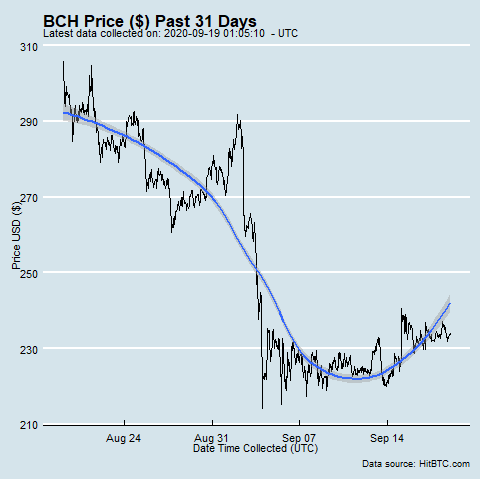 BCH Price ($) Past 31 Days
Latest data collected on: 2020-09-19 01:05:10 - UTC
310
290
270
250
230
210
Price USD ($)
Aug 24 Aug 31 Sep 07 Sep 14
Date Time Collected (UTC)
Data source: HitBTC.com